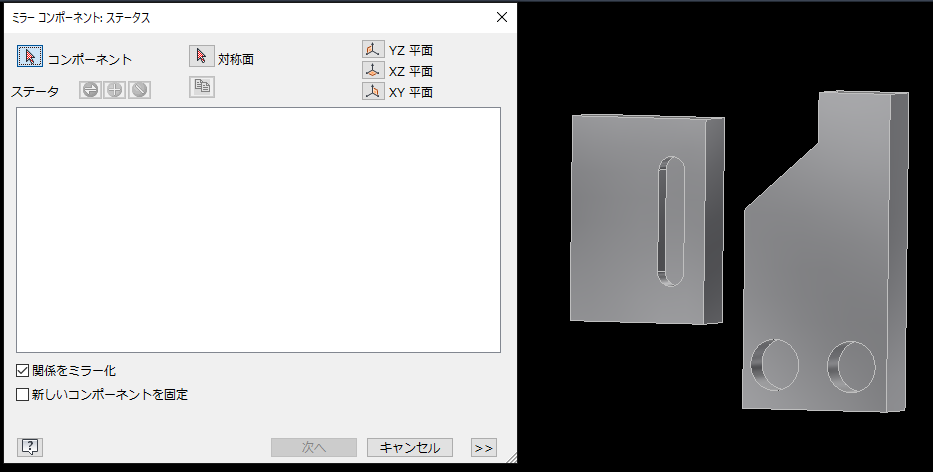 ミラー コンポーネント: ステータス
コンポーネント
対称面
YZ 平面
XZ 平面
XY 平面
ステータ
関係をミラー化
新しいコンポーネントを固定
?
次へ
キャンセル
>>